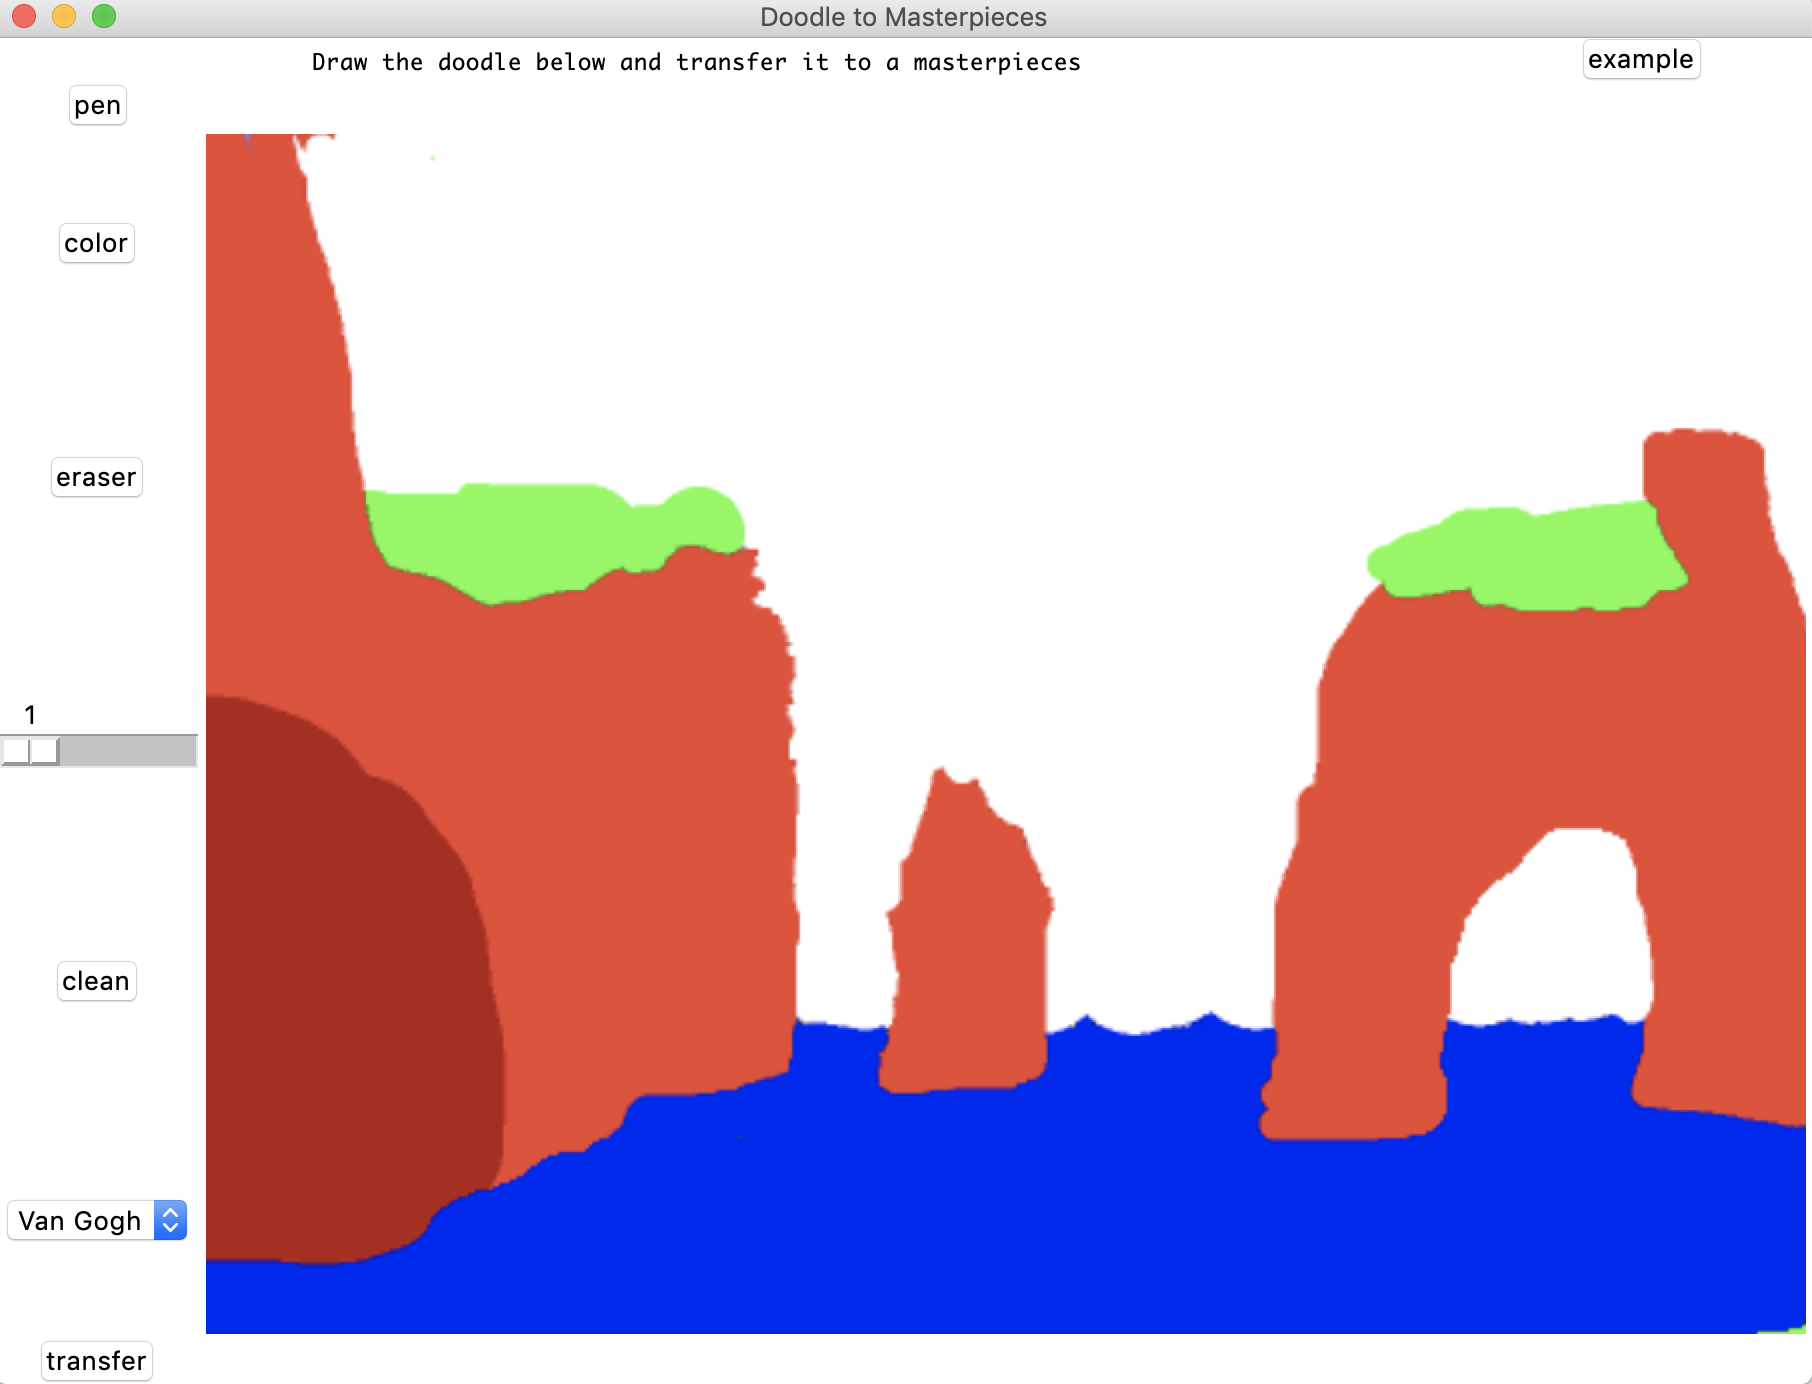 Doodle to Masterpieces
Draw the doodle below and transfer it to a masterpieces
example
pen
color
eraser
1
clean
Van Gogh
transfer